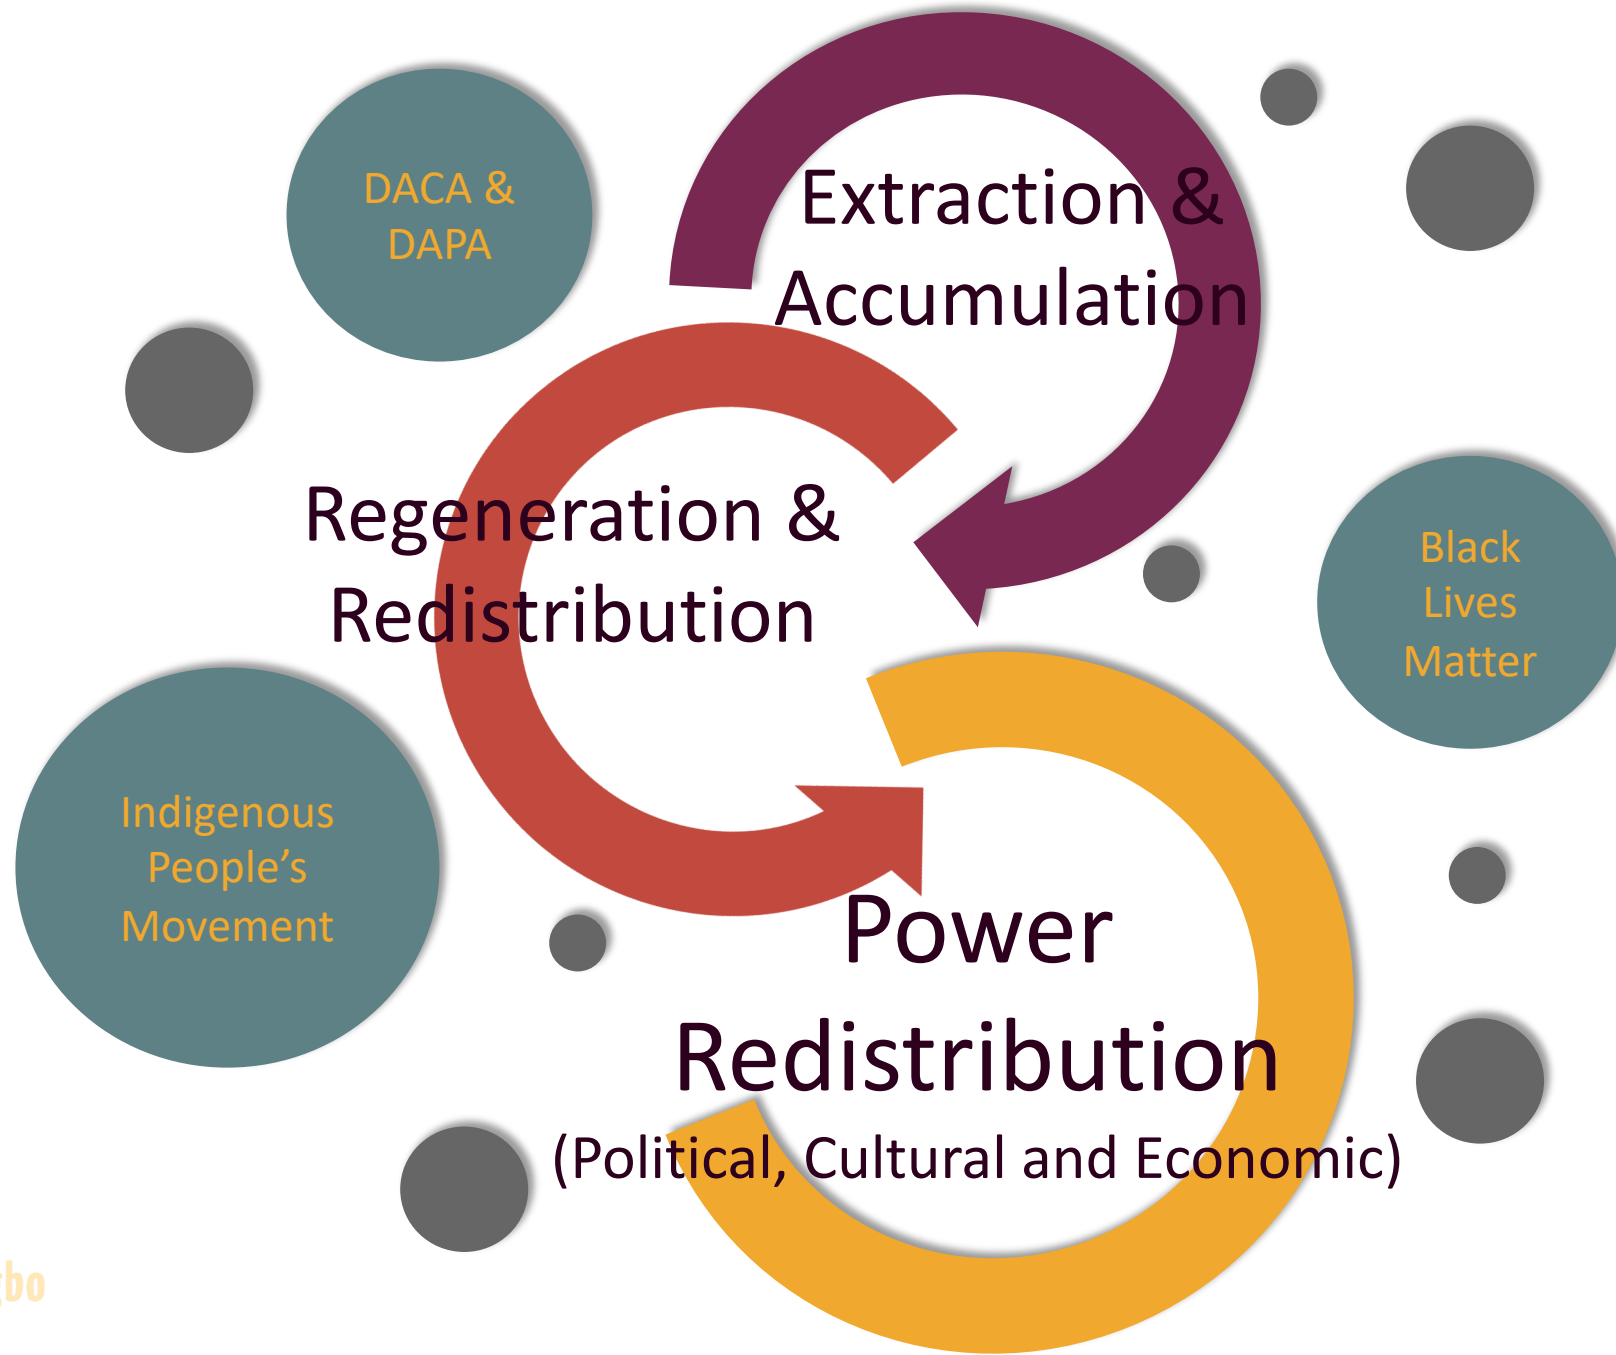 DACA &
DAPA
Extraction &
Accumulation
Regeneration &
Redistribution
Black
Lives
Matter
Indigenous
People’s
Movement
Power
Redistribution
(Political, Cultural and Economic)